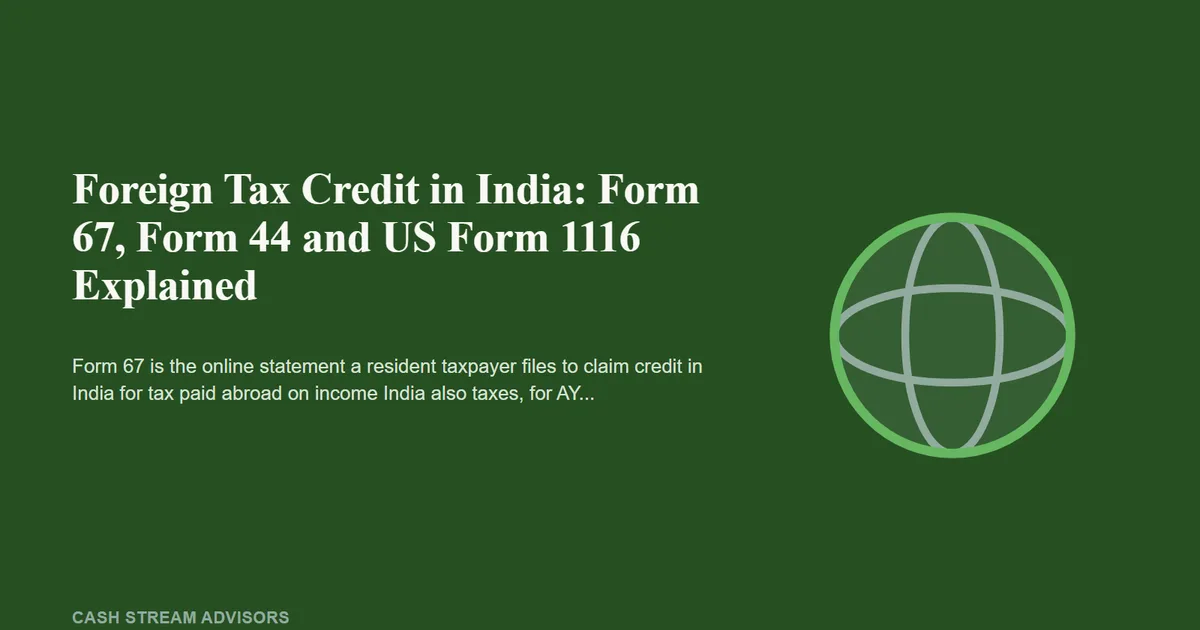 Foreign Tax Credit in India: Form
67, Form 44 and US Form 1116
Explained
Form 67 is the online statement a resident taxpayer files to claim credit in
India for tax paid abroad on income India also taxes, for AY...
CASH STREAM ADVISORS